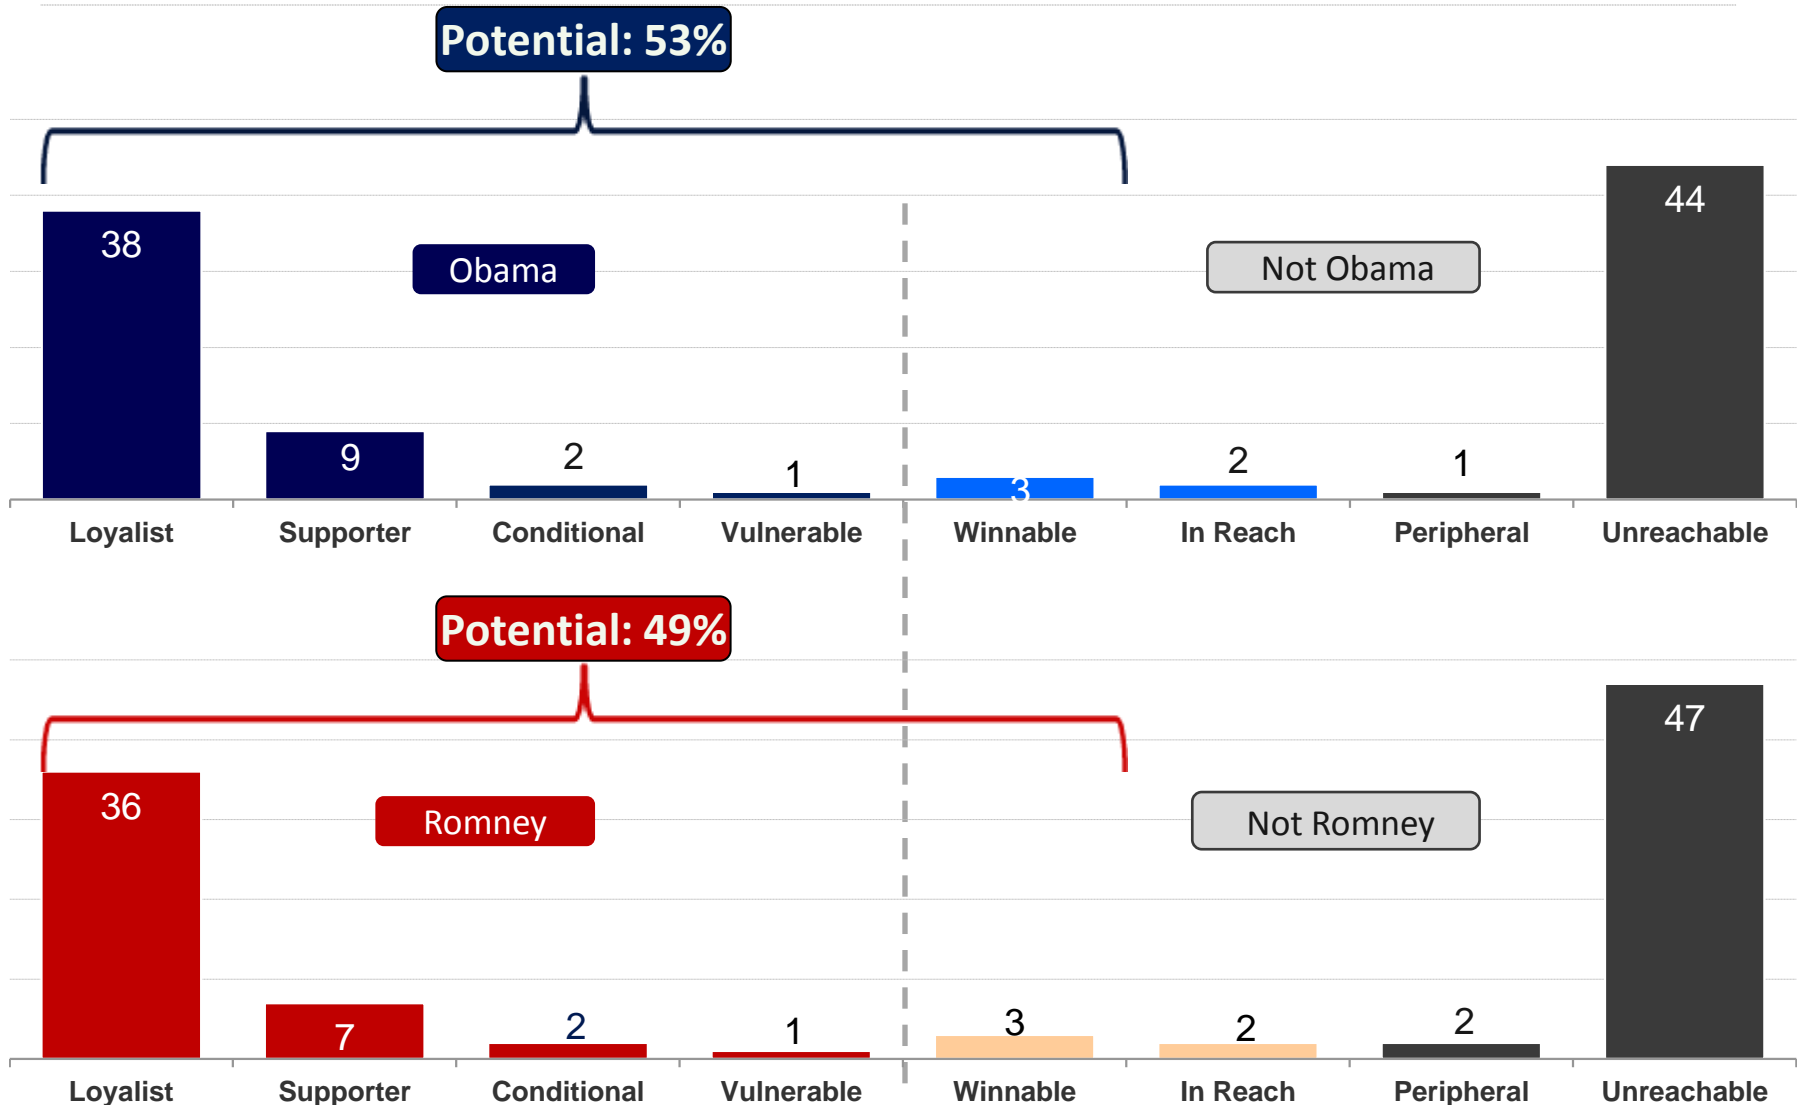 Potential: 53%
38
Obama
Not Obama
44
9
2
1
3
2
1
Loyalist Supporter Conditional Vulnerable Winnable In Reach Peripheral Unreachable
Potential: 49%
36
Romney
Not Romney
47
7
2
1
3
2
2
Loyalist Supporter Conditional Vulnerable Winnable In Reach Peripheral Unreachable